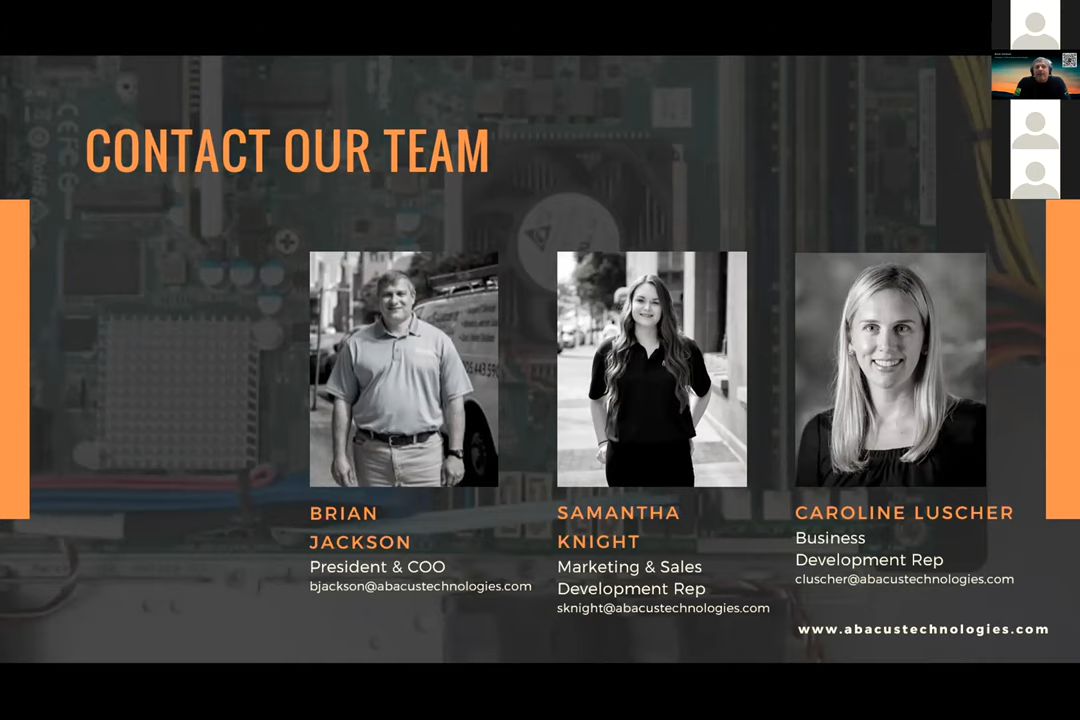 CONTACT OUR TEAM
BRIAN
JACKSON
President & COO
bjackson@abacustechnologies.com
SAMANTHA
KNIGHT
Marketing & Sales
Development Rep
sknight@abacustechnologies.com
CAROLINE LUSCHER
Business
Development Rep
cluscher@abacustechnologies.com
www.abacustechnologies.com